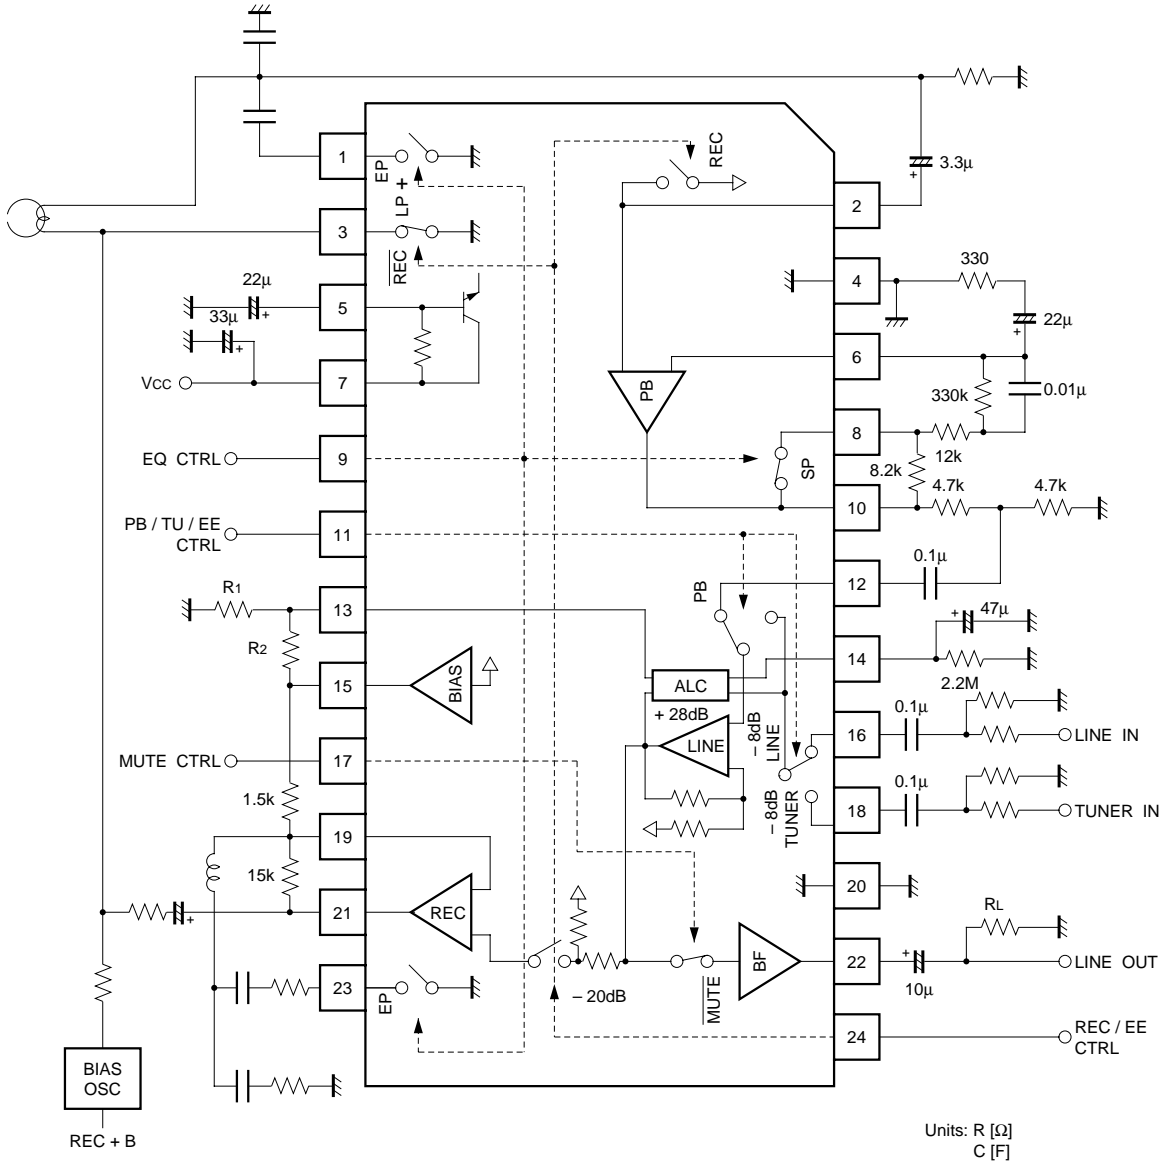 REC
3.3μ
1
EP
LP +
2
3
REC
330
4
22μ
5
33μ
22μ
6
VCC
7
PB
330k
0.01μ
8
12k
EQ CTRL
9
SP
8.2k
4.7k
4.7k
10
PB / TU / EE
CTRL
11
0.1μ
12
R1
13
PB
47μ
R2
14
2.2M
15
BIAS
ALC
+ 28dB
LINE
– 8dB
LINE
0.1μ
16
LINE IN
MUTE CTRL
17
0.1μ
1.5k
– 8dB
TUNER
18
TUNER IN
19
15k
20
21
REC
RL
BF
22
LINE OUT
10μ
23
EP
– 20dB
MUTE
24
REC / EE
CTRL
BIAS
OSC
REC + B
Units: R [Ω]
C [F]